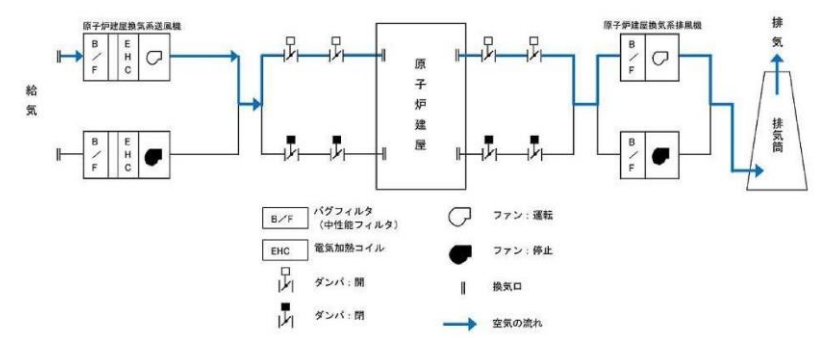 原子炉建屋換気系送風機
原子炉建屋換気系排風機
排気
B/F
EHC
B/F
給気
原子炉建屋
排気筒
B/F
EHC
B/F
B/F
バグフィルタ
(中性能フィルタ)
ファン:運転
EHC
電気加熱コイル
ファン:停止
ダンパ:開
換気口
ダンパ:閉
空気の流れ